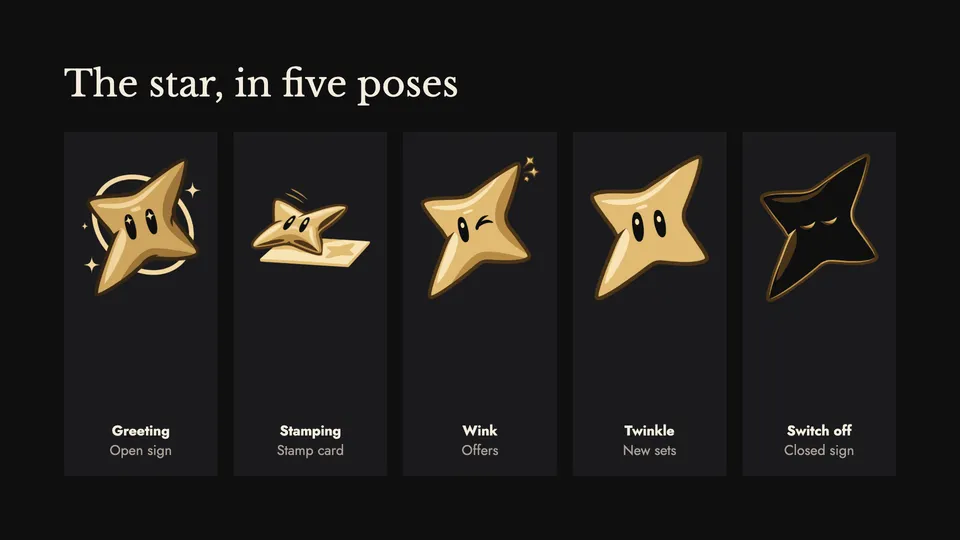 The star, in five poses
Greeting
Open sign
Stamping
Stamp card
Wink
Offers
Twinkle
New sets
Switch off
Closed sign